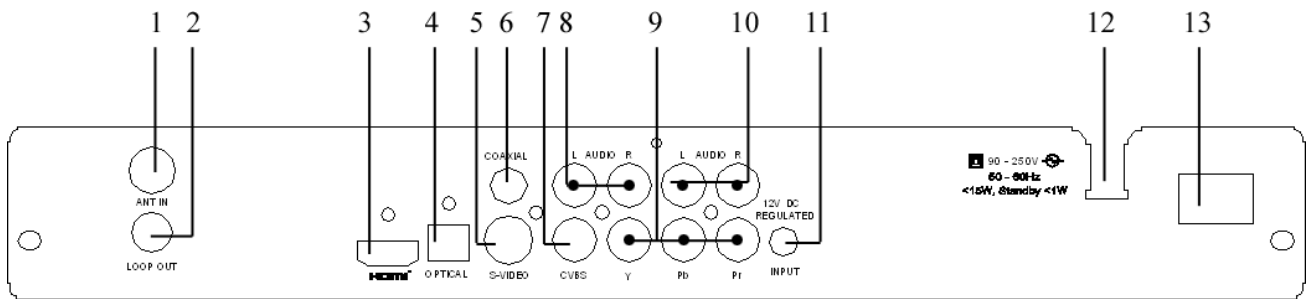 1 2 3 4 5 6 7 8 9 10 11 12 13
COAXIAL L AUDIO R L AUDIO R
90 - 250V
50 - 60Hz
<15W, Standby <1W
ANT IN
12V DC
REGULATED
LOOP OUT HDMI OPTICAL S-VIDEO CVBS Y Pb Pr INPUT